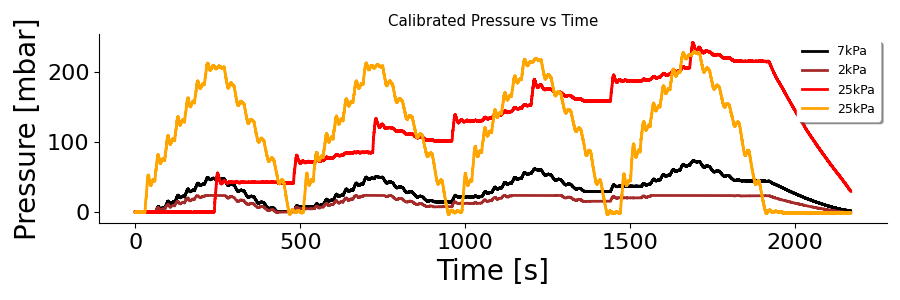 Calibrated Pressure vs Time
Pressure [mbar]
200
100
0
7kPa
2kPa
25kPa
25kPa
0 500 1000 1500 2000
Time [s]